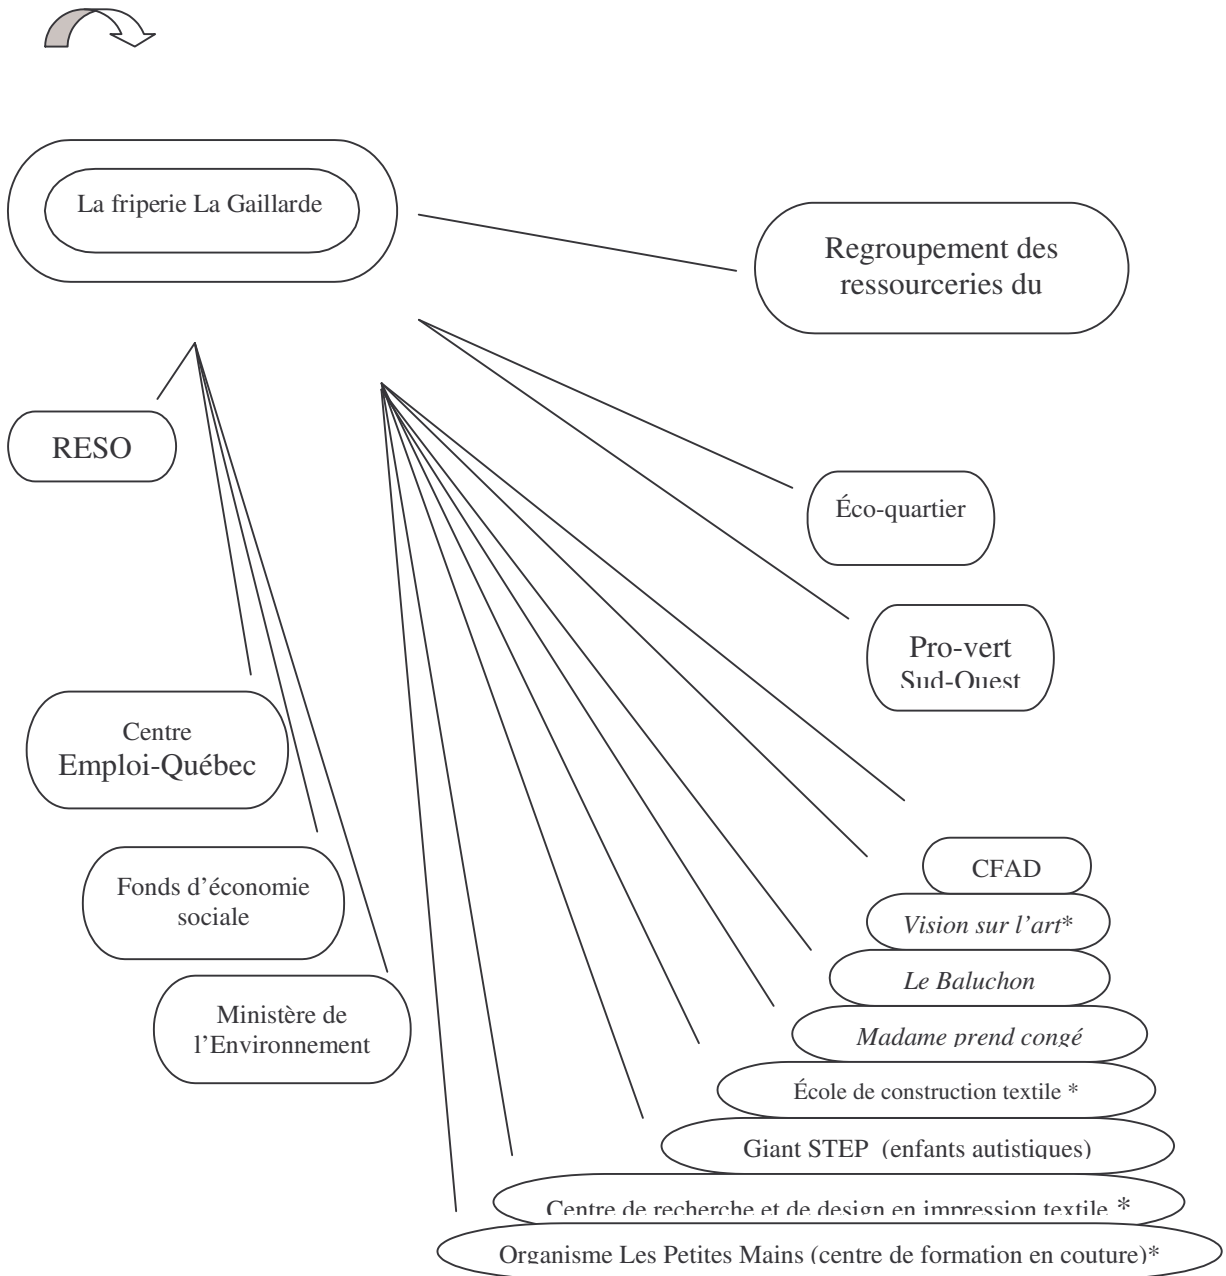 La friperie La Gaillarde
Regroupement des
ressourceries du
RESO
Éco-quartier
Pro-vert
Sud-Ouest
Centre
Emploi-Québec
Fonds d’économie
sociale
Ministère de
l’Environnement
CFAD
Vision sur l’art*
Le Baluchon
Madame prend congé
École de construction textile *
Giant STEP (enfants autistiques)
Centre de recherche et de design en impression textile *
Organisme Les Petites Mains (centre de formation en couture)*